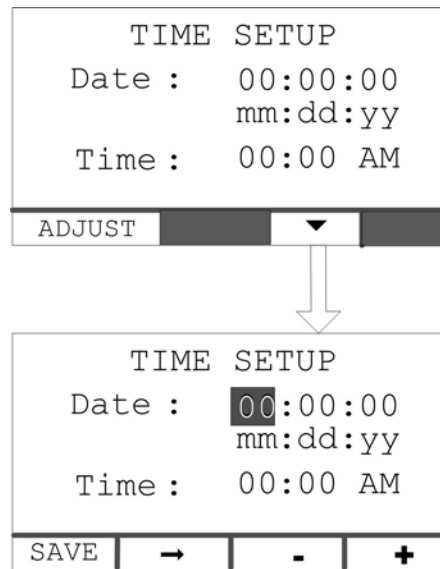 TIME SETUP
Date : 00:00:00
mm:dd:yy
Time : 00:00 AM
ADJUST ▼
TIME SETUP
Date : 00:00:00
mm:dd:yy
Time : 00:00 AM
SAVE → - +